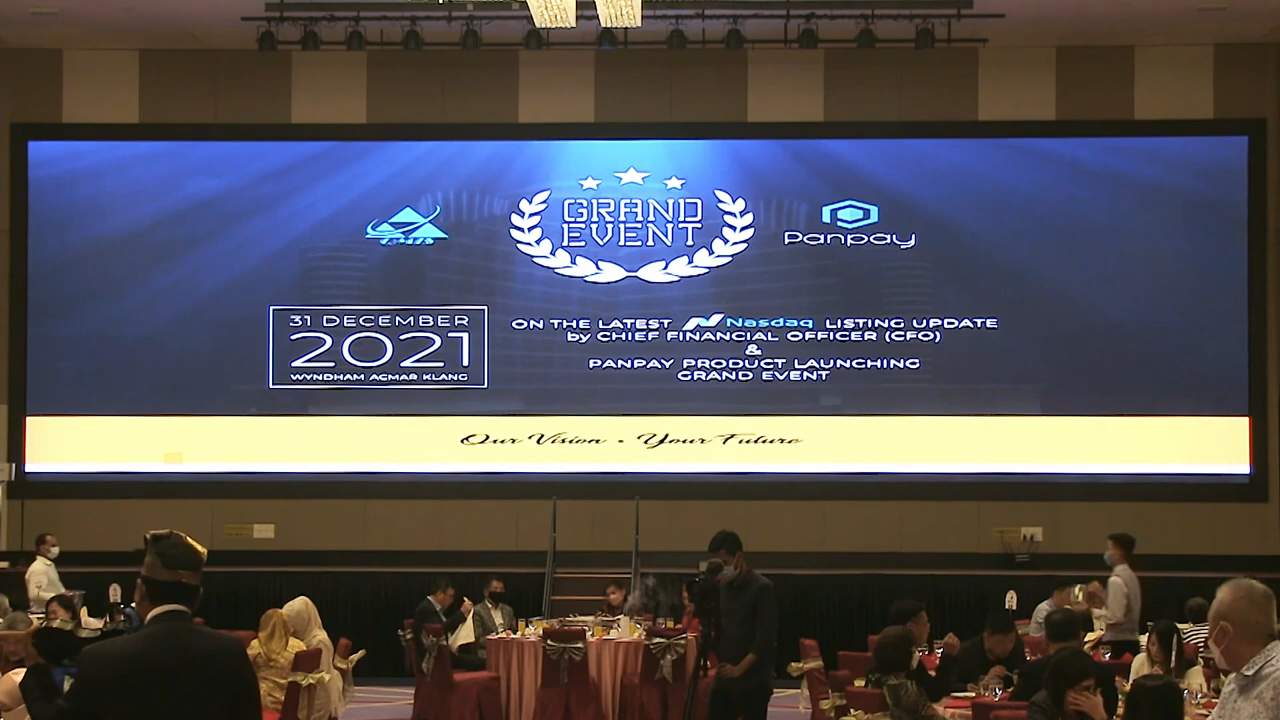 GRAND
EVENT
Panpay
31 DECEMBER
2021
WYNDHAM ACMAR KLANG
ON THE LATEST Nasdaq LISTING UPDATE
by CHIEF FINANCIAL OFFICER (CFO)
&
PANPAY PRODUCT LAUNCHING
GRAND EVENT
Our Vision - Your Future